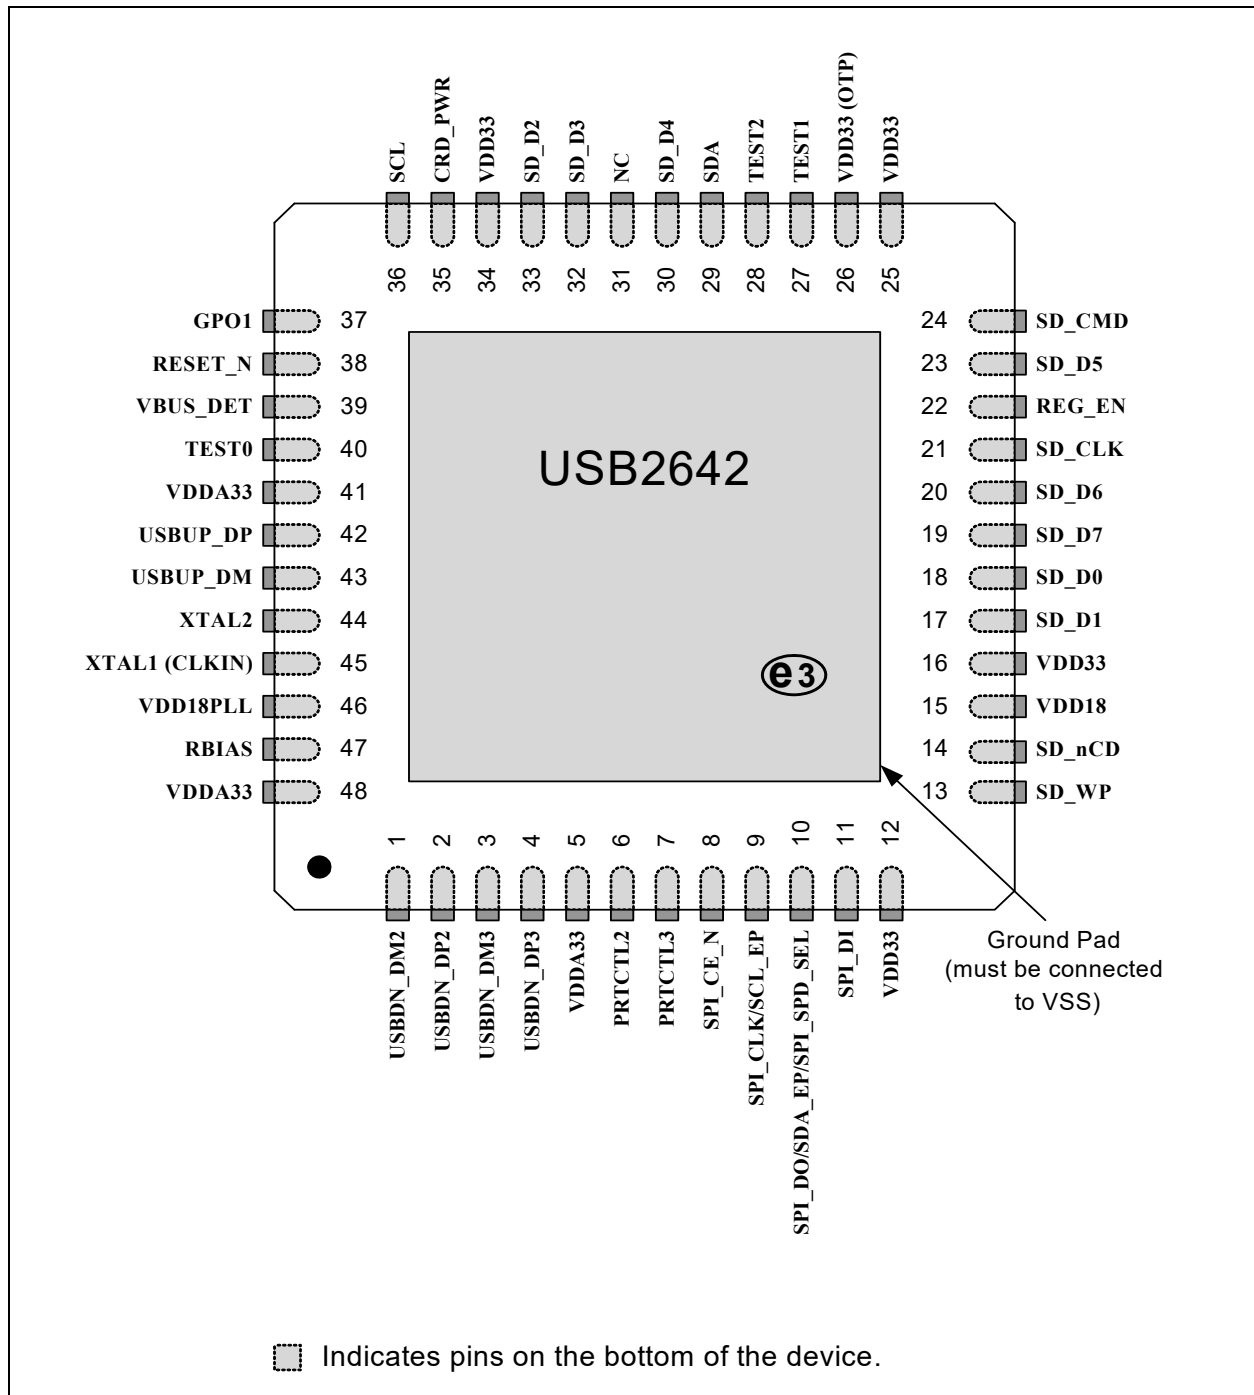 SCL
CRD_PWR
VDD33
SD_D2
SD_D3
NC
SD_D4
SDA
TEST2
TEST1
VDD33 (OTP)
VDD33
36
35
34
33
32
31
30
29
28
27
26
25
GPO1 37
RESET_N 38
VBUS_DET 39
TEST0 40
VDDA33 41
USBUP_DP 42
USBUP_DM 43
XTAL2 44
XTAL1 (CLKIN) 45
VDD18PLL 46
RBIAS 47
VDDA33 48
USB2642
e3
24 SD_CMD
23 SD_D5
22 REG_EN
21 SD_CLK
20 SD_D6
19 SD_D7
18 SD_D0
17 SD_D1
16 VDD33
15 VDD18
14 SD_nCD
13 SD_WP
1
2
3
4
5
6
7
8
9
10
11
12
USBDN_DM2
USBDN_DP2
USBDN_DM3
USBDN_DP3
VDDA33
PRTCTL2
PRTCTL3
SPI_CE_N
SPI_CLK/SCL_EP
SPI_DO/SDA_EP/SPI_SPD_SEL
SPI_DI
VDD33
Ground Pad
(must be connected
to VSS)
Indicates pins on the bottom of the device.